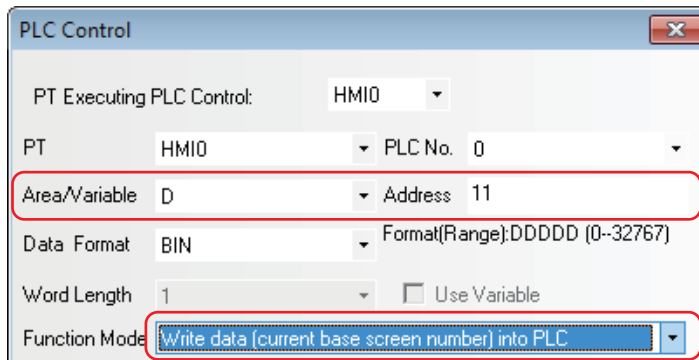 PLC Control
PT Executing PLC Control: HMI0
PT HMI0 PLC No. 0
Area/Variable D Address 11
Data Format BIN Format(Range):DDDDD (0--32767)
Word Length 1 Use Variable
Function Mode Write data (current base screen number) into PLC